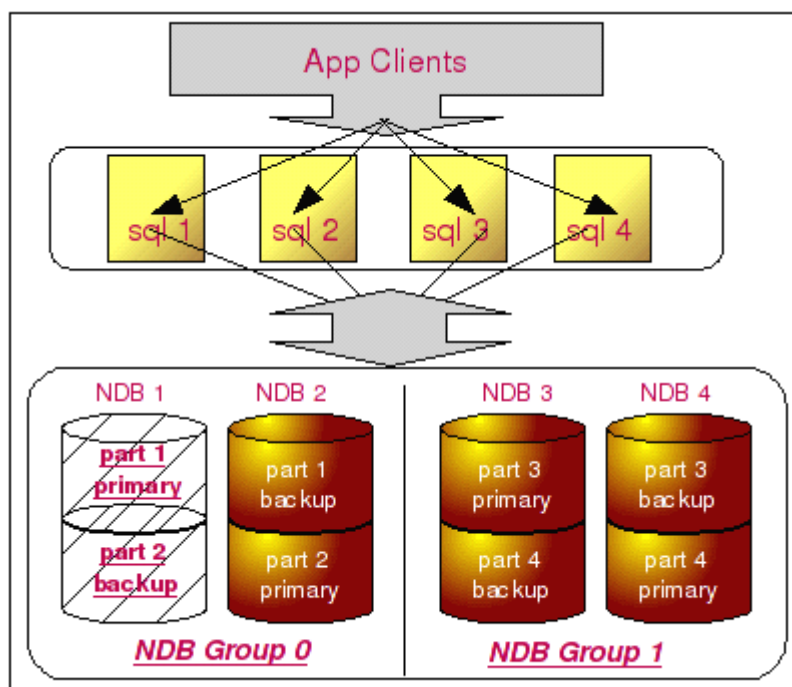 App Clients
sql 1
sql 2
sql 3
sql 4
NDB 1
NDB 2
NDB 3
NDB 4
part 1
primary
part 2
backup
part 1
backup
part 2
primary
part 3
primary
part 4
backup
part 3
backup
part 4
primary
NDB Group 0
NDB Group 1